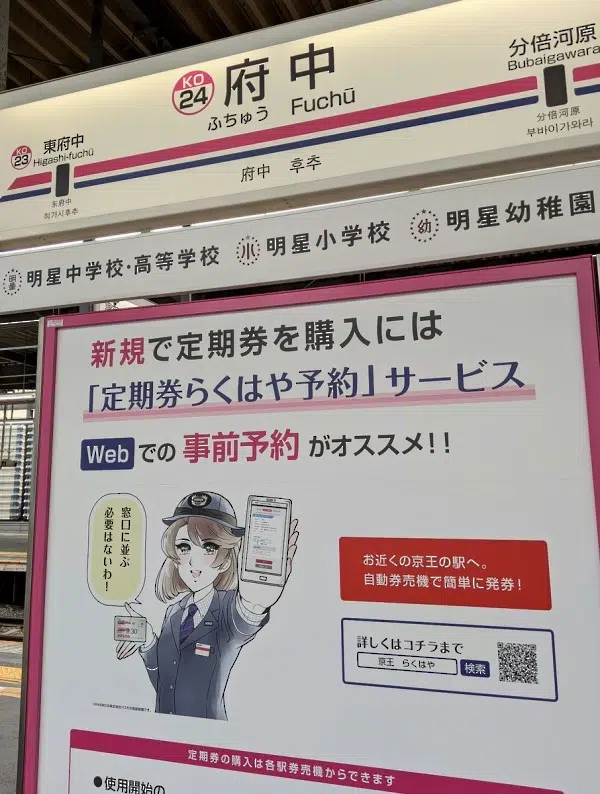 KO
24
府中
ふちゅう Fuchū
府中 후추
KO
23
東府中
Higashi-fuchū
东府中
히가시후추
分倍河原
Bubaigawara
分倍河原
부바이가와라
明星 明星中学校・高等学校 小 明星小学校 幼 明星幼稚園
新規で定期券を購入には
「定期券らくはや予約」サービス
Webでの 事前予約 がオススメ!!
窓口に並ぶ
必要はないわ!
お近くの京王の駅へ。
自動券売機で簡単に発券!
詳しくはコチラまで
京王 らくはや 検索
定期券の購入は各駅券売機からできます
●使用開始の